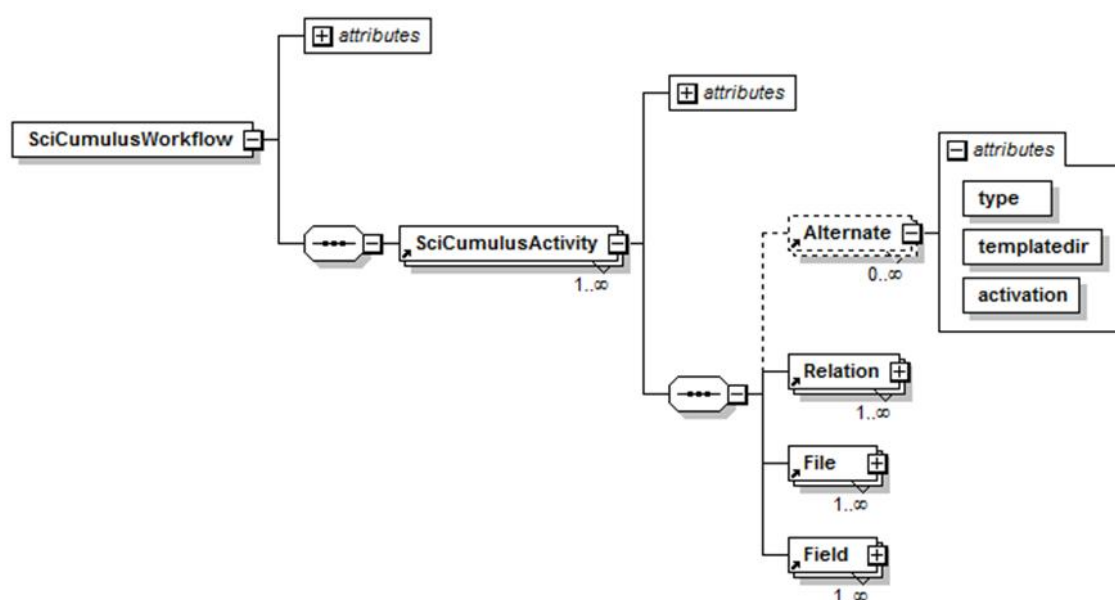 attributes
attributes
SciCumulusWorkflow
attributes
type
Alternate
SciCumulusActivity
templatedir
0..∞
1..∞
activation
Relation
1..∞
File
1..∞
Field
1..∞